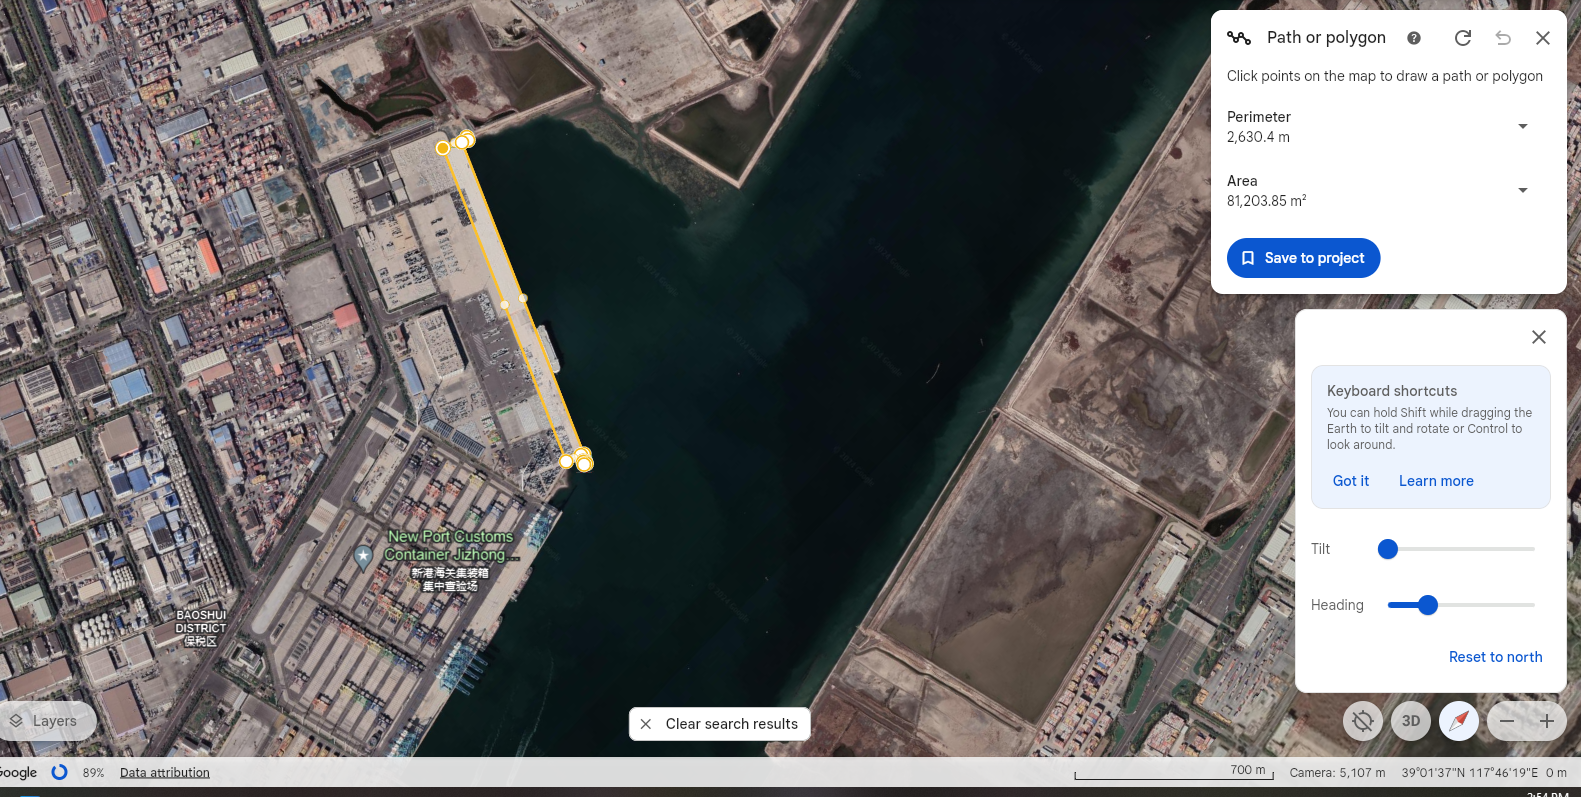 Path or polygon
Click points on the map to draw a path or polygon
Perimeter
2,630.4 m
Area
81,203.85 m²
Save to project
Keyboard shortcuts
You can hold Shift while dragging the
Earth to tilt and rotate or Control to
look around.
Got it
Learn more
Tilt
Heading
Reset to north
New Port Customs
Container Jizhong...
新港海关集装箱
集中查验场
BAOSHUI
DISTRICT
保税区
Layers
Clear search results
3D
Google
89%
Data attribution
700 m
Camera: 5,107 m
39°01'37"N 117°46'19"E
0 m